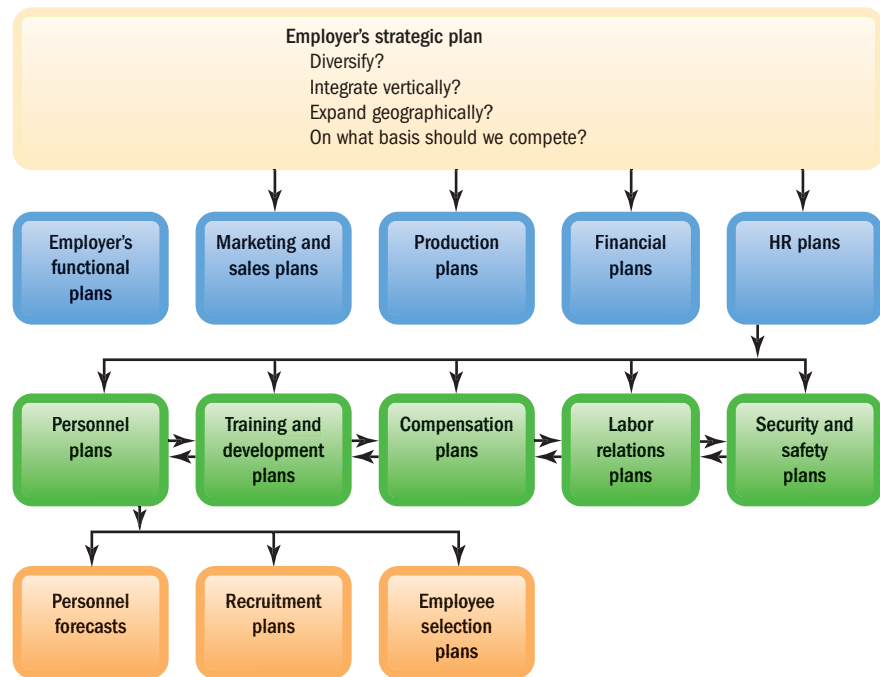 Employer's strategic plan
Diversify?
Integrate vertically?
Expand geographically?
On what basis should we compete?
Employer's
functional
plans
Marketing and
sales plans
Production
plans
Financial
plans
HR plans
Personnel
plans
Training and
development
plans
Compensation
plans
Labor
relations
plans
Security and
safety
plans
Personnel
forecasts
Recruitment
plans
Employee
selection
plans